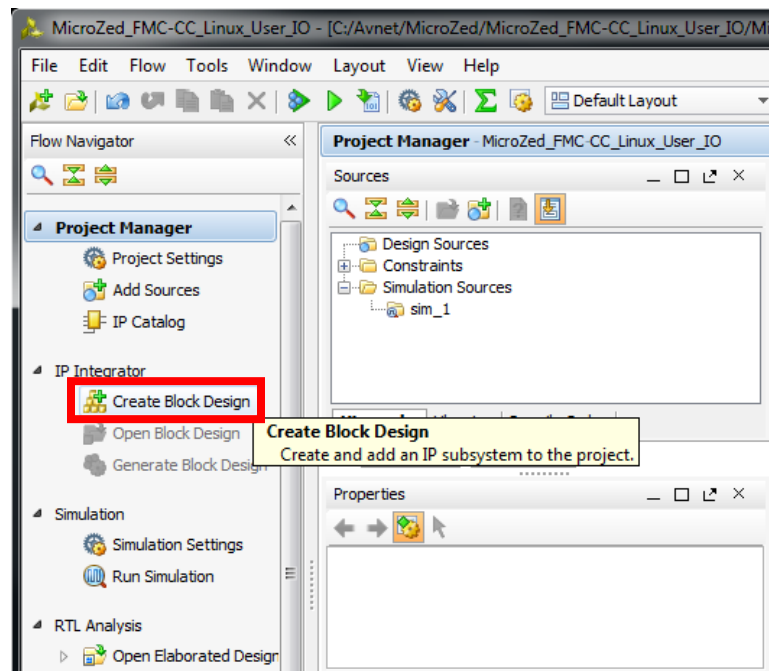 MicroZed_FMC-CC_Linux_User_IO - [C:/Avnet/MicroZed/MicroZed_FMC-CC_Linux_User_IO/Mi
File Edit Flow Tools Window Layout View Help
Default Layout
Flow Navigator
Project Manager
Project Settings
Add Sources
IP Catalog
IP Integrator
Create Block Design
Open Block Design
Generate Block Design
Simulation
Simulation Settings
Run Simulation
RTL Analysis
Open Elaborated Design
Project Manager - MicroZed_FMC-CC_Linux_User_IO
Sources
Design Sources
Constraints
Simulation Sources
sim_1
Create Block Design
Create and add an IP subsystem to the project.
Properties